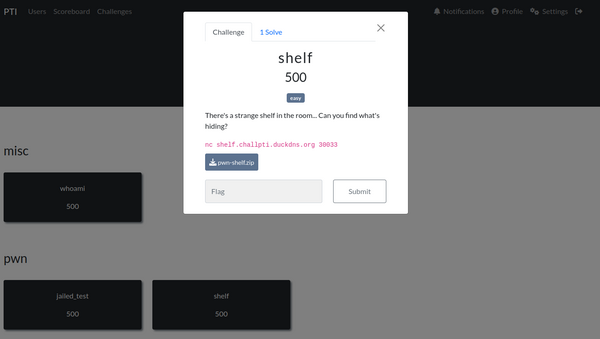 PTI Users Scoreboard Challenges Notifications Profile Settings
Challenge 1 Solve
shelf
500
easy
There's a strange shelf in the room... Can you find what's
hiding?
nc shelf.challpti.duckdns.org 30033
pwn-shelf.zip
Flag Submit
misc
whoami
500
pwn
jailed_test shelf
500 500